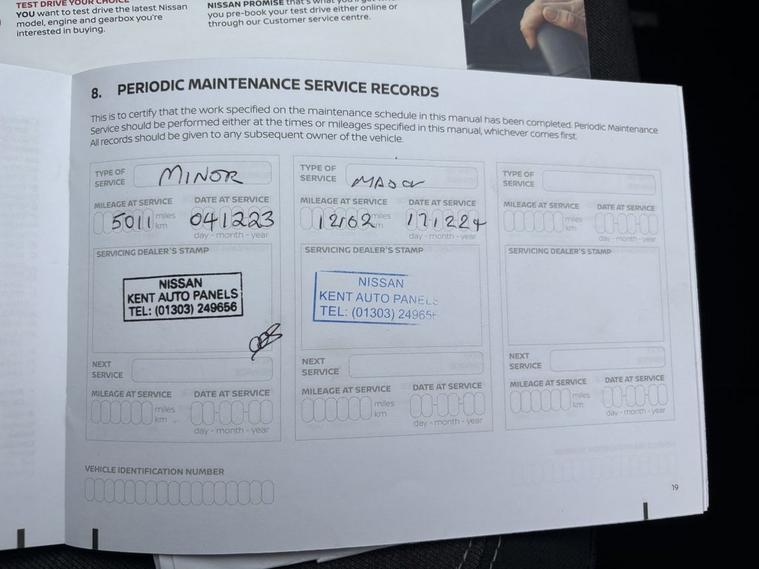 TEST DRIVE YOUR CHOICE
YOU want to test drive the latest Nissan
model, engine and gearbox you're
interested in buying.
NISSAN PROMISE that's what you'll get
you pre-book your test drive either online or
through our Customer service centre.
8. PERIODIC MAINTENANCE SERVICE RECORDS
This is to certify that the work specified on the maintenance schedule in this manual has been completed. Periodic Maintenance
Service should be performed either at the times or mileages specified in this manual, whichever comes first.
All records should be given to any subsequent owner of the vehicle.
TYPE OF
SERVICE
MINOR
MILEAGE AT SERVICE DATE AT SERVICE
5011 miles
km
041223
day - month - year
SERVICING DEALER'S STAMP
NISSAN
KENT AUTO PANELS
TEL: (01303) 249656
NEXT
SERVICE
MILEAGE AT SERVICE DATE AT SERVICE
miles
km
day - month - year
TYPE OF
SERVICE
MILEAGE AT SERVICE DATE AT SERVICE
12162 miles
km
171224
day - month - year
SERVICING DEALER'S STAMP
NISSAN
KENT AUTO PANELS
TEL: (01303) 249656
NEXT
SERVICE
MILEAGE AT SERVICE DATE AT SERVICE
miles
km
day - month - year
TYPE OF
SERVICE
MILEAGE AT SERVICE DATE AT SERVICE
miles
km
day - month - year
SERVICING DEALER'S STAMP
NEXT
SERVICE
MILEAGE AT SERVICE DATE AT SERVICE
miles
km
day - month - year
VEHICLE IDENTIFICATION NUMBER
19